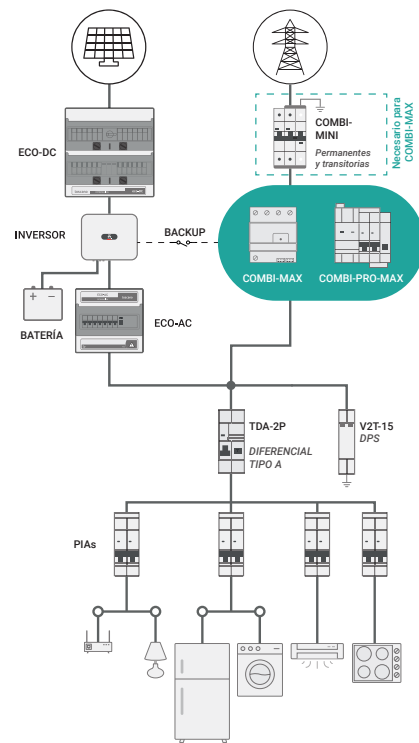 COMBI-
MINI
Permanentes
y transitorias
Necesario para
COMBI-MAX
ECO-DC
INVERSOR
BACKUP
COMBI-MAX
COMBI-PRO-MAX
+ −
BATERÍA
ECO-AC
TDA-2P
DIFERENCIAL
TIPO A
V2T-15
DPS
PIAs